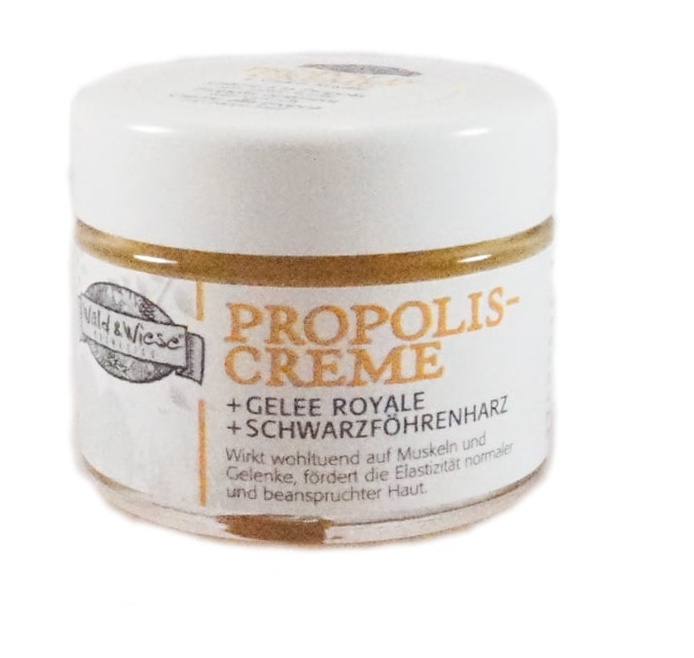 Wald & Wiese
PROPOLIS-
CREME
+GELEE ROYALE
+SCHWARZFÖHRENHARZ
Wirkt wohltuend auf Muskeln und
Gelenke, fördert die Elastizität normaler
und beanspruchter Haut.